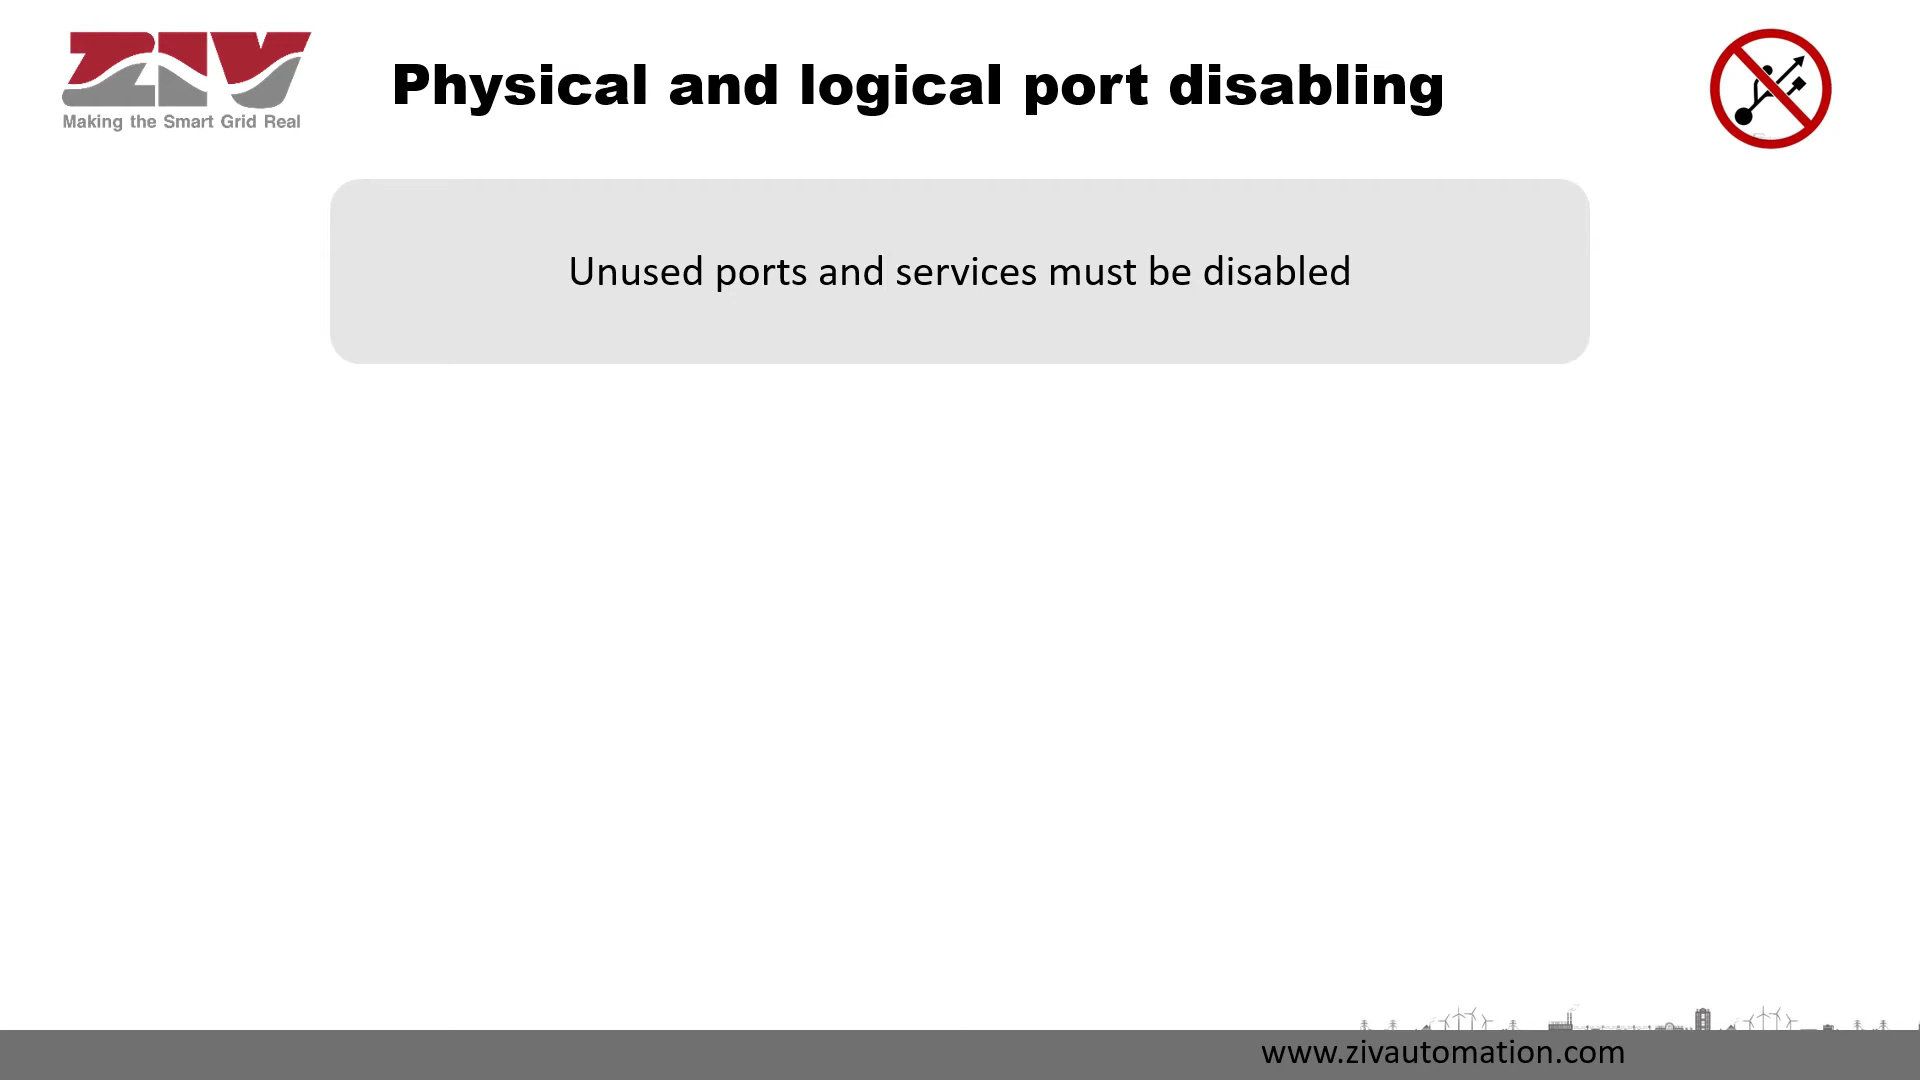 ZIV
Making the Smart Grid Real
Physical and logical port disabling
Unused ports and services must be disabled
www.zivautomation.com